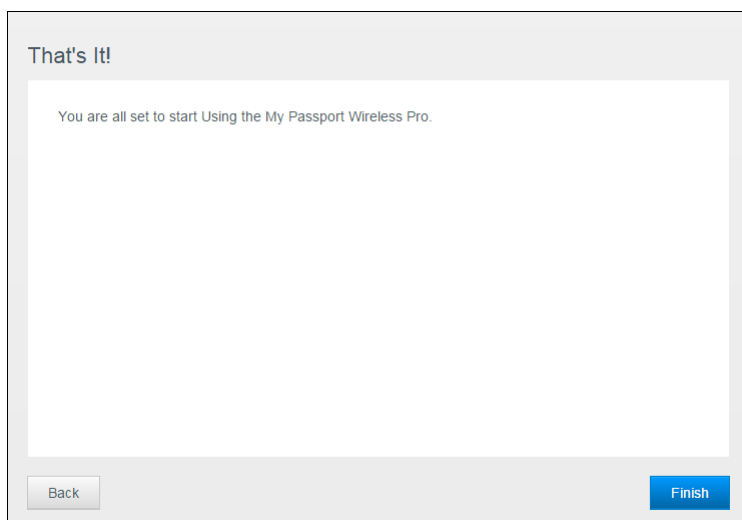 That's It!
You are all set to start Using the My Passport Wireless Pro.
Back
Finish